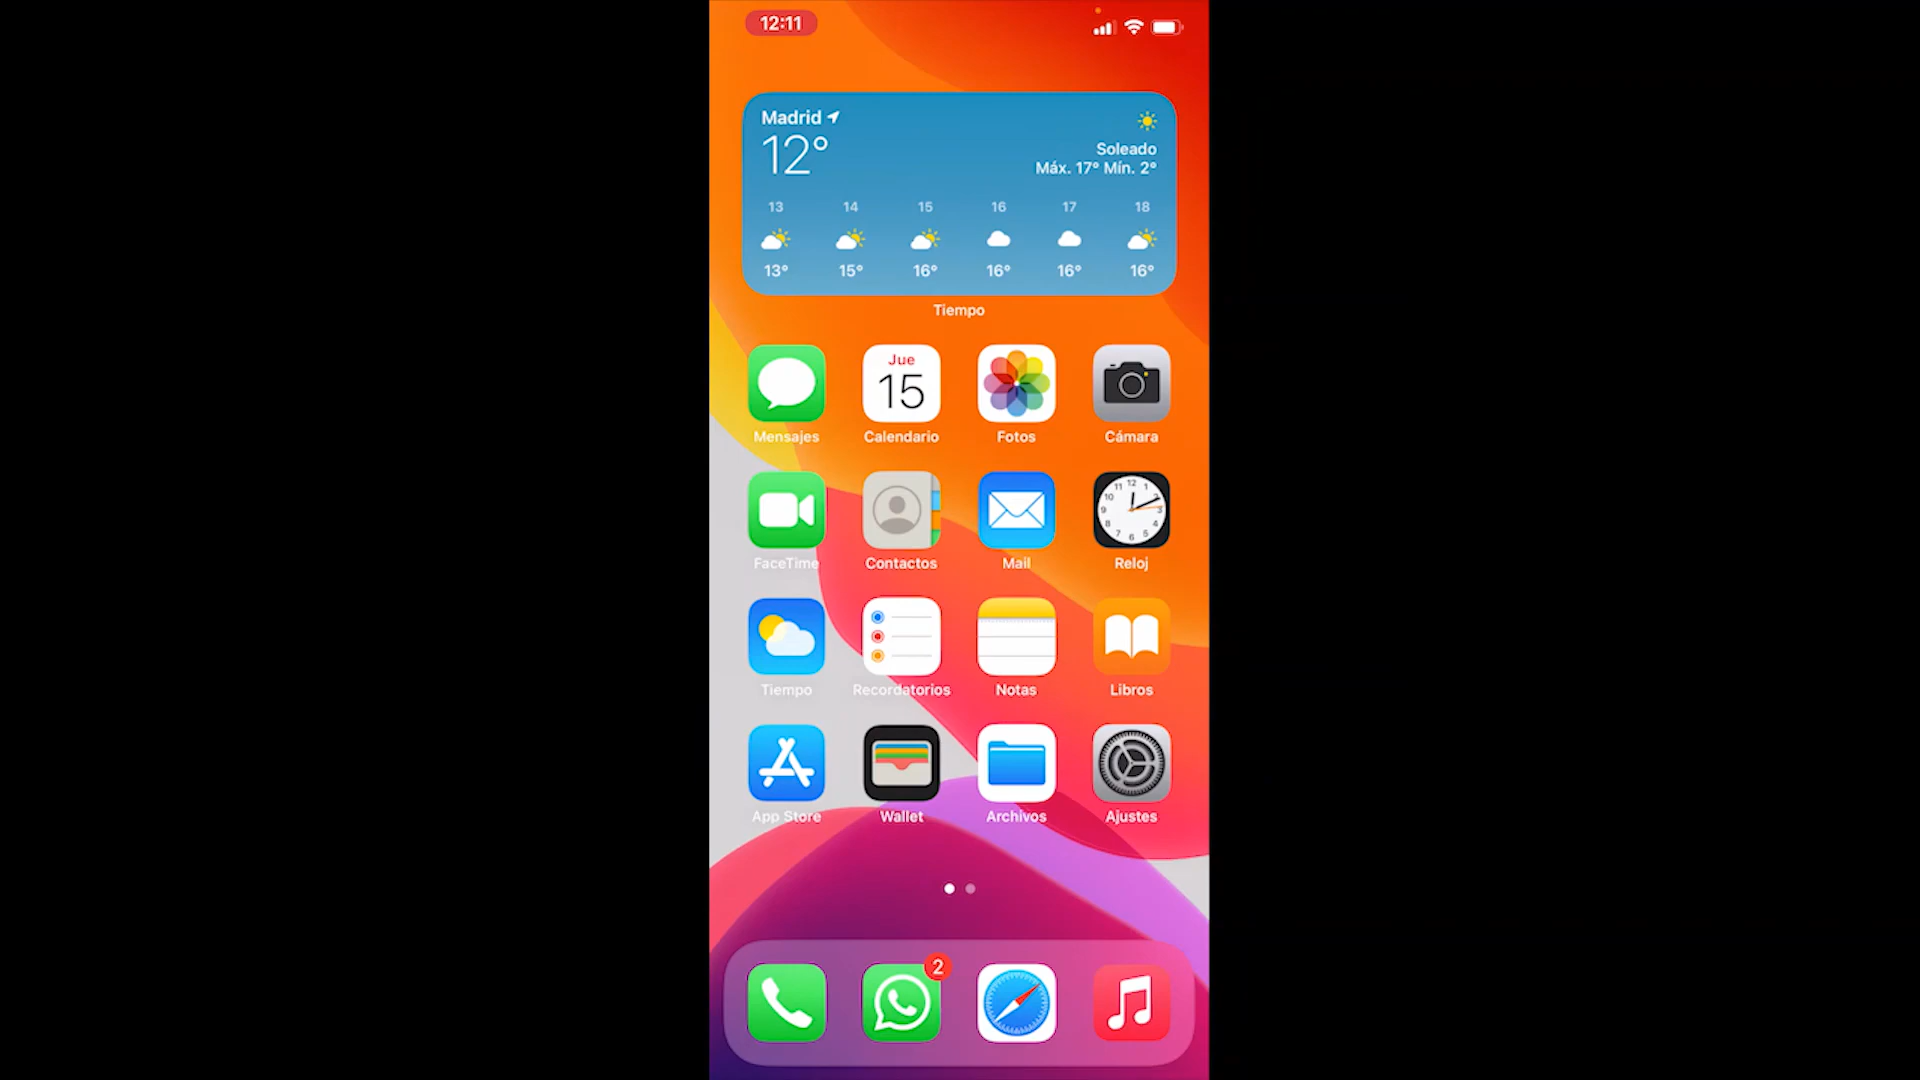 12:11
Madrid
12°
Soleado
Máx. 17° Mín. 2°
13 14 15 16 17 18
13° 15° 16° 16° 16° 16°
Tiempo
Jue
15
Mensajes Calendario Fotos Cámara
FaceTime Contactos Mail Reloj
Tiempo Recordatorios Notas Libros
App Store Wallet Archivos Ajustes
2